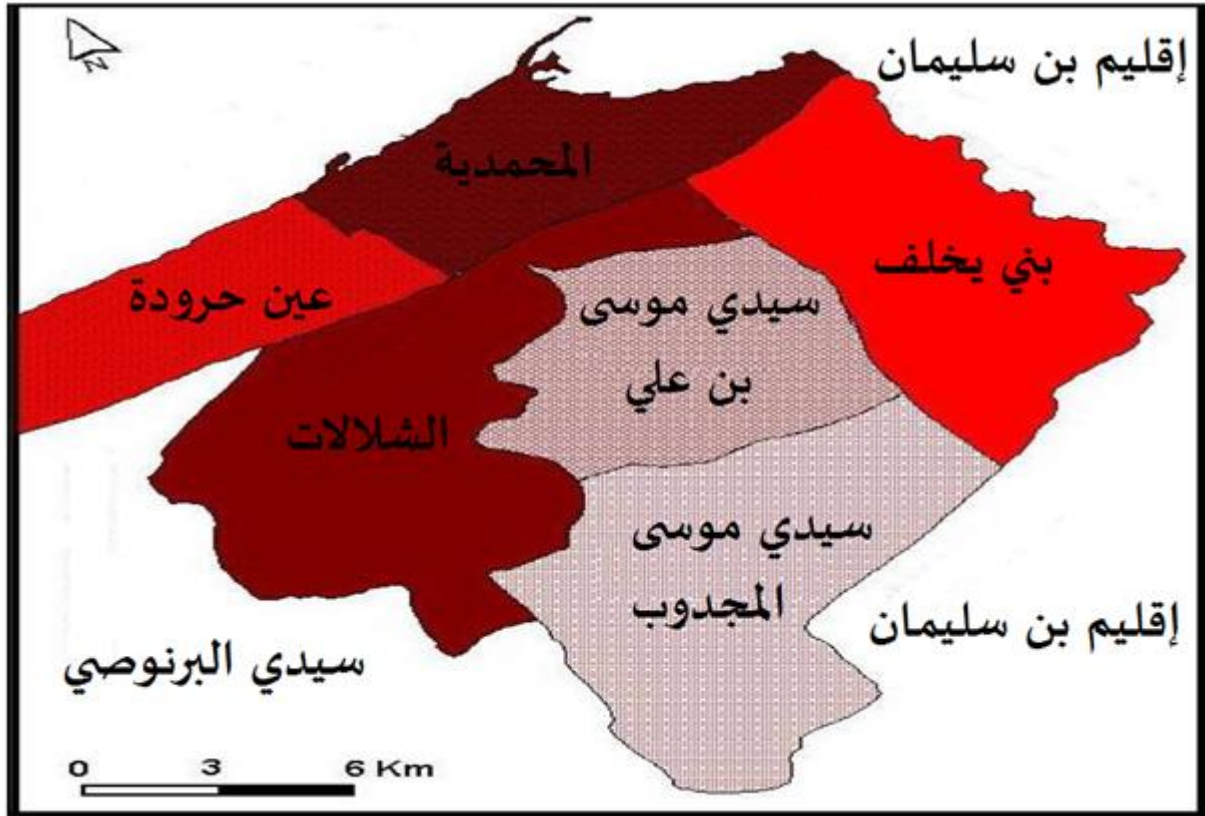 N
إقليم بن سليمان
المحمدية
بني يخلف
عين حرودة
سيدي موسى
بن علي
الشلالات
سيدي موسى
المجدوب
إقليم بن سليمان
سيدي البرنوصي
0 3 6 Km